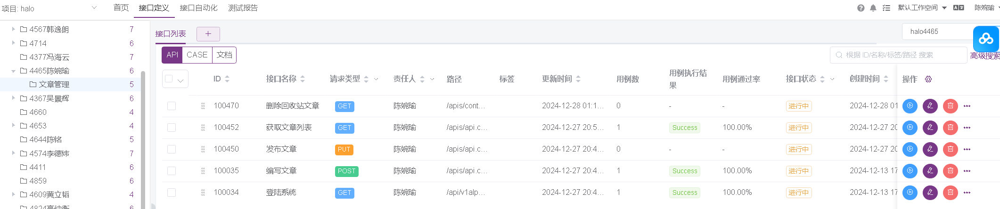 项目: halo
首页 接口定义 接口自动化 测试报告
默认工作空间
陈婉瑜
4567韩逸朗 7
4714 6
4377冯海云 7
4465陈婉瑜 6
文章管理 5
4367吴景辉 6
4660 4
4653 4
4644陈铭 5
4574李德炜 7
4411 6
4859 6
4609黄立韬 4
接口列表 +
halo4465
API CASE 文档
根据 ID/名称/标签/路径 搜索
高级搜索
ID 接口名称 请求类型 责任人 路径 标签 更新时间 用例数 用例执行结果 用例通过率 接口状态 创建时间 操作
100470 删除回收站文章 GET 陈婉瑜 /apis/cont... 2024-12-28 01:1... 0 - - 进行中 2024-12-28 01
100452 获取文章列表 GET 陈婉瑜 /apis/api.c... 2024-12-27 20:5... 1 Success 100.00% 进行中 2024-12-27 20
100450 发布文章 PUT 陈婉瑜 /apis/api.c... 2024-12-27 20:4... 0 - - 进行中 2024-12-27 20
100035 编写文章 POST 陈婉瑜 /apis/api.c... 2024-12-27 20:4... 1 Success 100.00% 进行中 2024-12-13 17
100034 登陆系统 GET 陈婉瑜 /api/v1alp... 2024-12-27 20:4... 1 Success 100.00% 进行中 2024-12-13 17